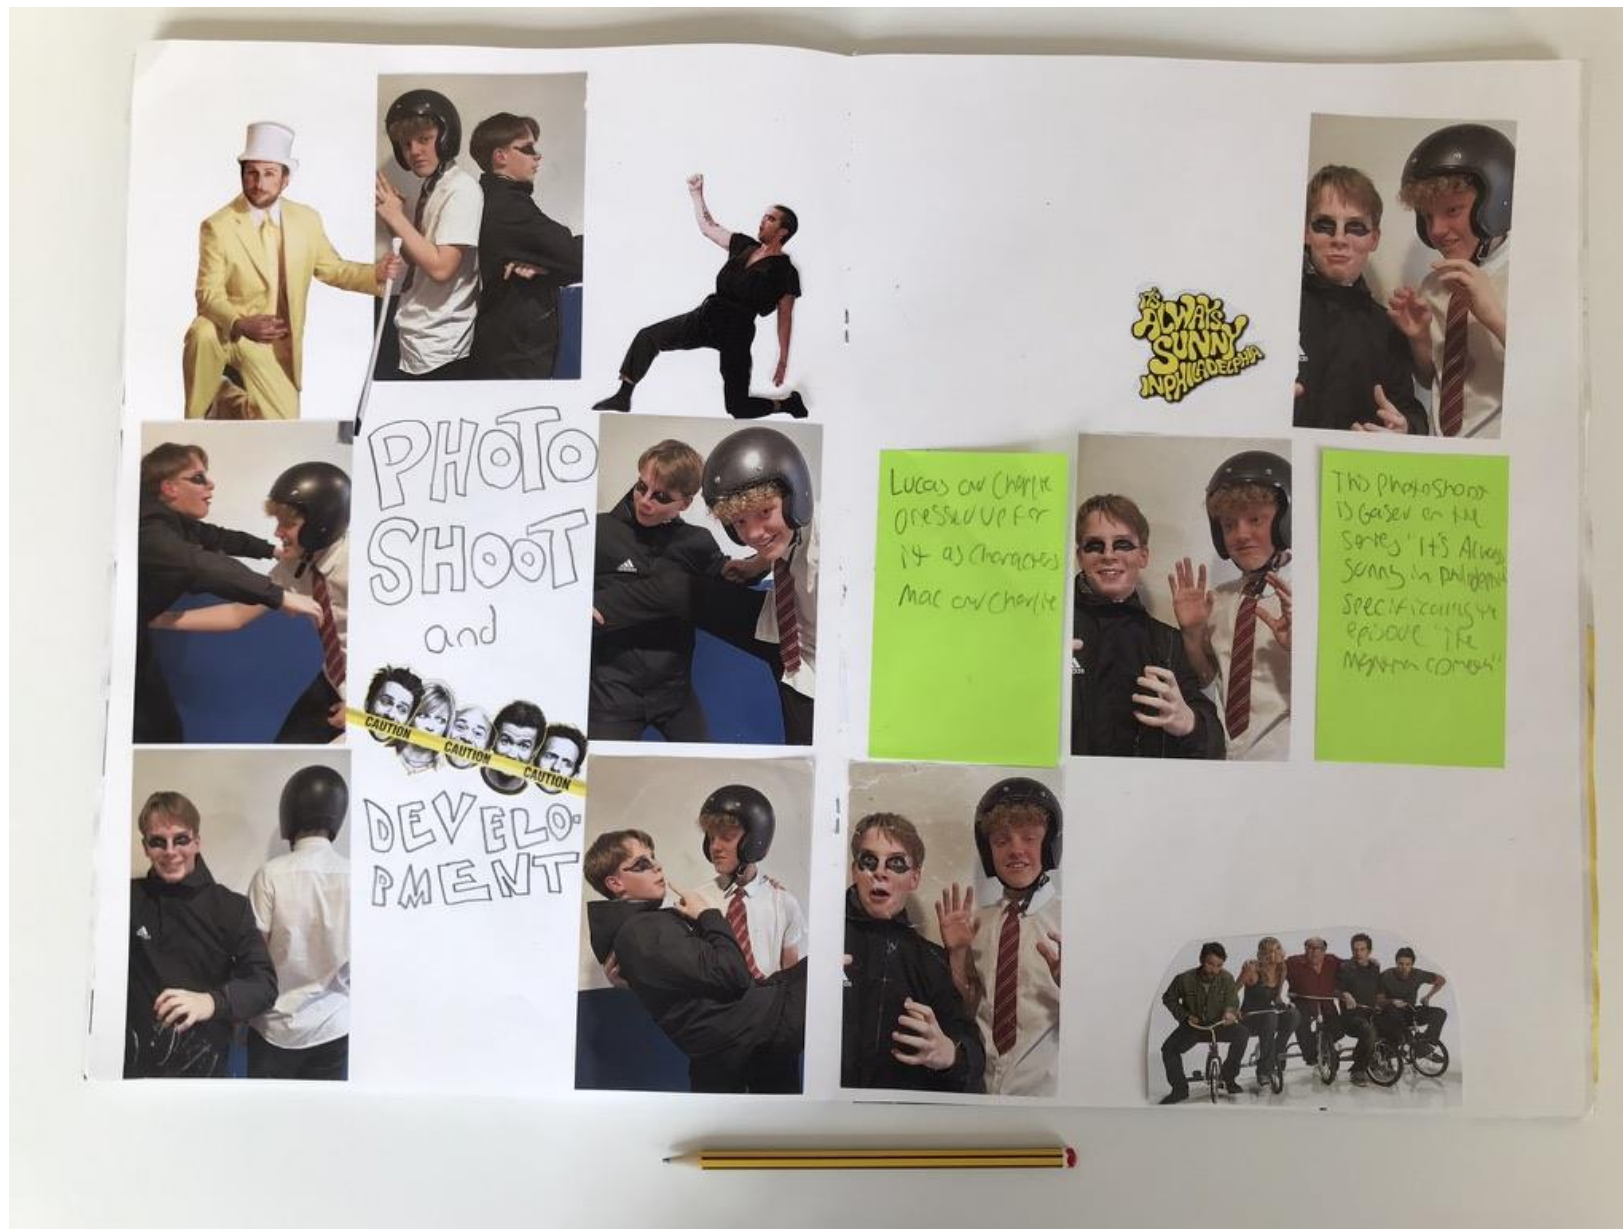 PHOTO
SHOOT
and
CAUTION
CAUTION
CAUTION
DEVELO-
PMENT
IT'S
ALWAYS
SUNNY
IN PHILADELPHIA
Lucas and Charlie
Dressed up for
it as characters
Mac and Charlie
This photoshoot
is based on the
series "It's Always
Sunny in
specifically the
episode "The